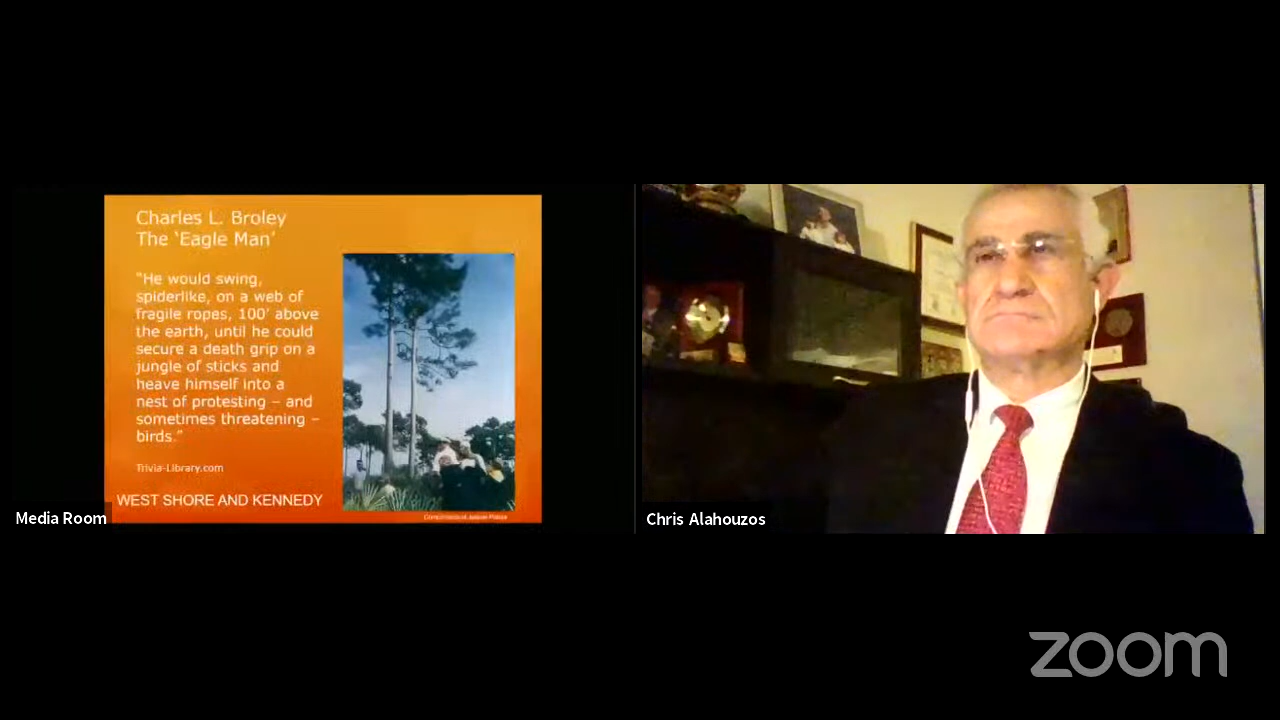 Charles L. Broley
The ‘Eagle Man’
“He would swing,
spiderlike, on a web of
fragile ropes, 100’ above
the earth, until he could
secure a death grip on a
jungle of sticks and
heave himself into a
nest of protesting – and
sometimes threatening –
birds.”
Trivia-Library.com
WEST SHORE AND KENNEDY
Media Room
Chris Alahouzos
zoom